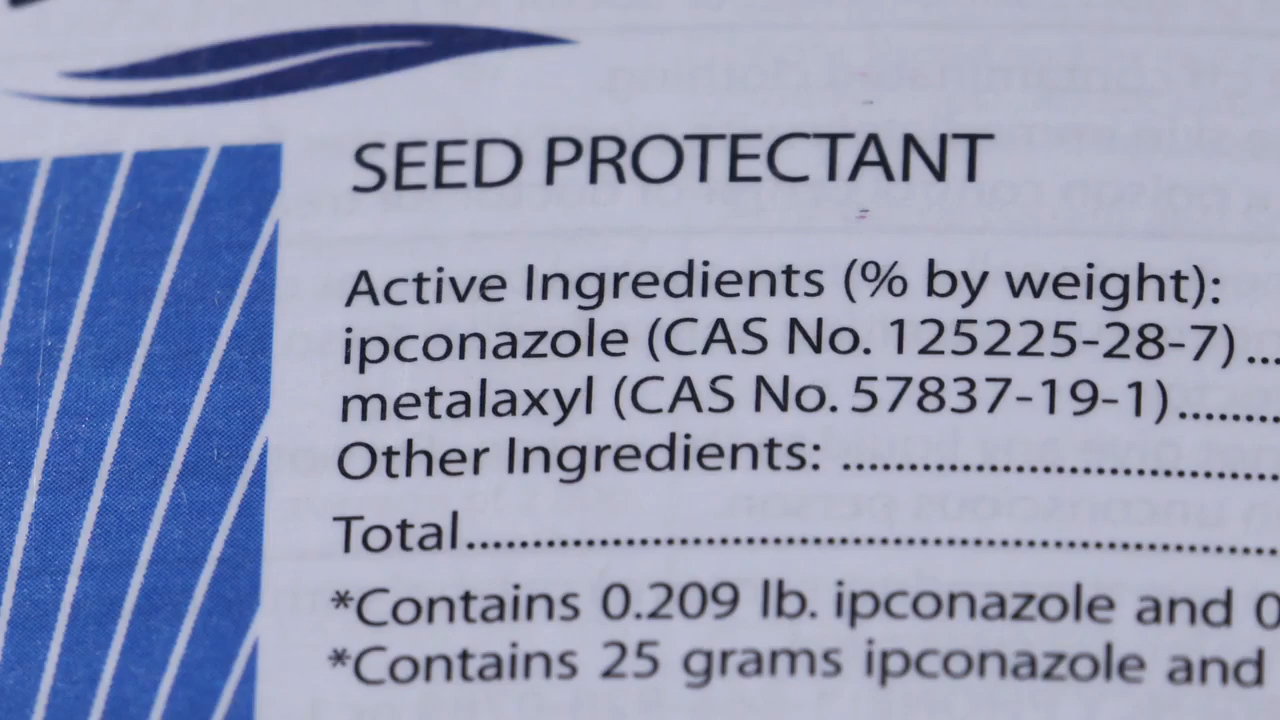 SEED PROTECTANT
Active Ingredients (% by weight):
ipconazole (CAS No. 125225-28-7) ...
metalaxyl (CAS No. 57837-19-1)........
Other Ingredients: ................................
Total.............................................................
*Contains 0.209 lb. ipconazole and 0
*Contains 25 grams ipconazole and